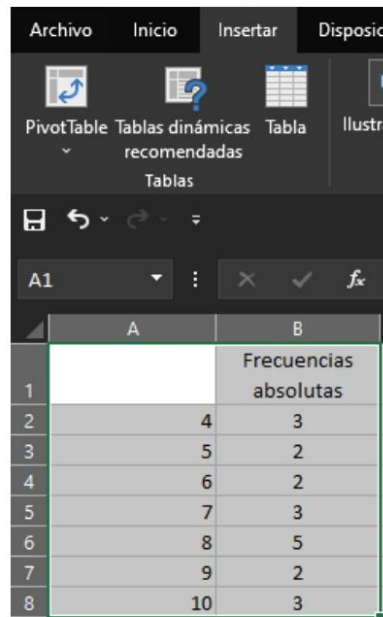 Archivo Inicio Insertar Disposic
PivotTable Tablas dinámicas Tabla Ilustr
recomendadas
Tablas
A1 fx
A B
1 Frecuencias
absolutas
2 4 3
3 5 2
4 6 2
5 7 3
6 8 5
7 9 2
8 10 3